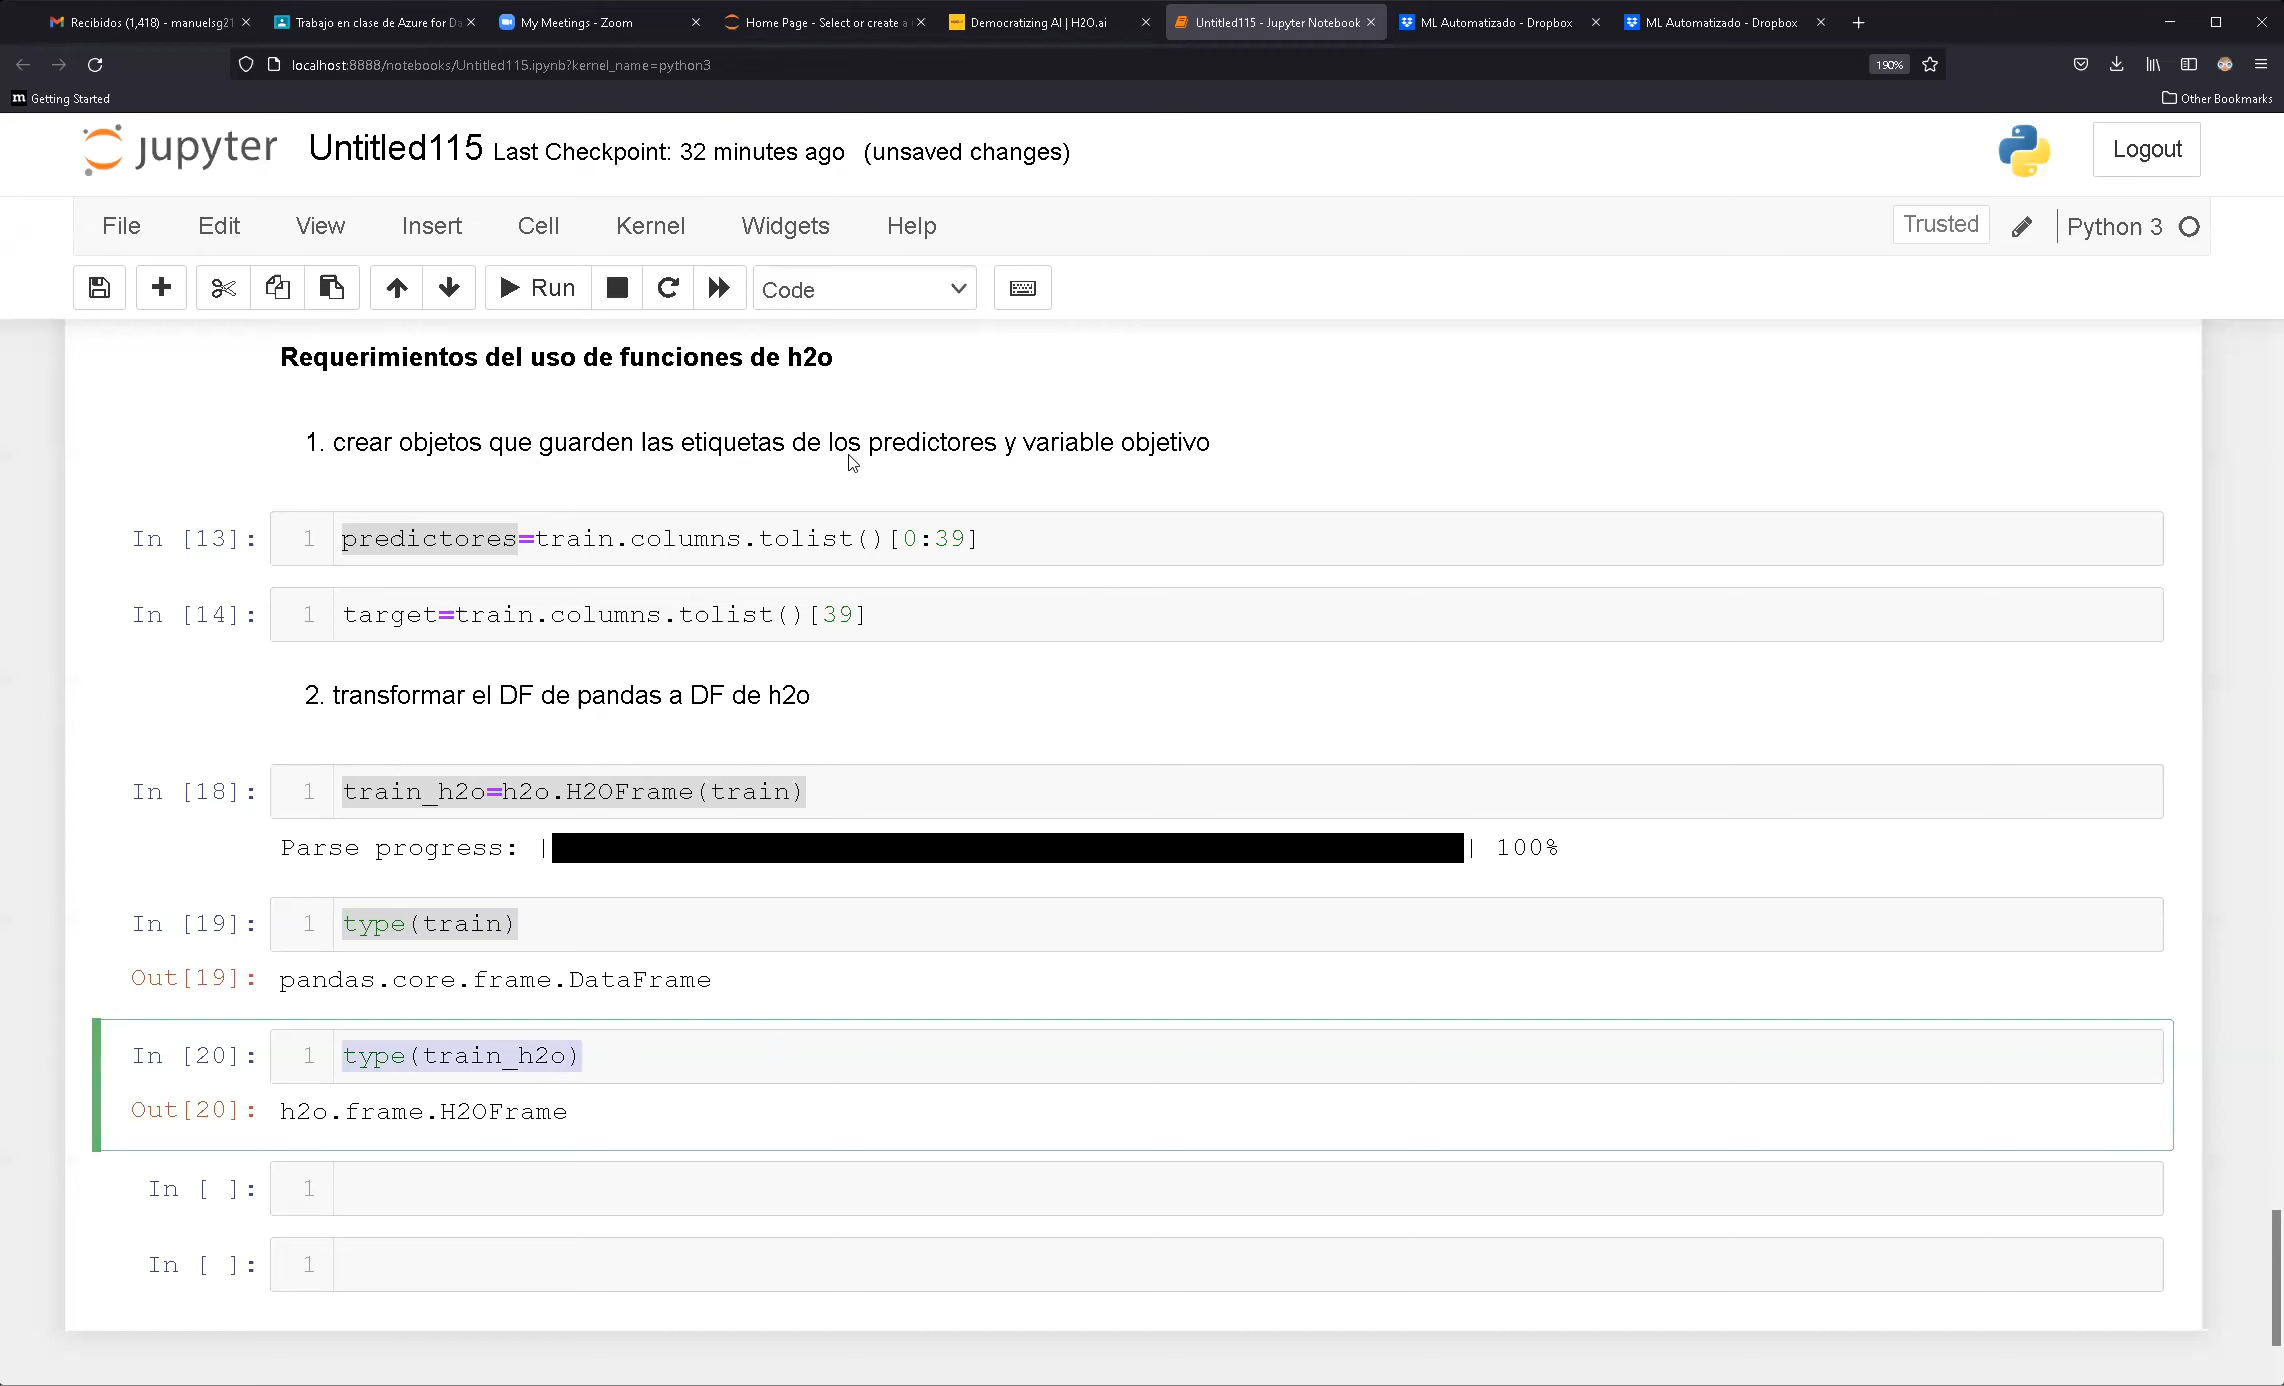 Recibidos (1,418) - manuelsg21
Trabajo en clase de Azure for Da
My Meetings - Zoom
Home Page - Select or create a
Democratizing AI | H2O.ai
Untitled115 - Jupyter Notebook
ML Automatizado - Dropbox
ML Automatizado - Dropbox
localhost:8888/notebooks/Untitled115.ipynb?kernel_name=python3
190%
m Getting Started
Other Bookmarks
jupyter Untitled115 Last Checkpoint: 32 minutes ago (unsaved changes)
Logout
File Edit View Insert Cell Kernel Widgets Help
Trusted
Python 3
Run
Code
Requerimientos del uso de funciones de h2o
1. crear objetos que guarden las etiquetas de los predictores y variable objetivo
In [13]: 1 predictores=train.columns.tolist()[0:39]
In [14]: 1 target=train.columns.tolist()[39]
2. transformar el DF de pandas a DF de h2o
In [18]: 1 train_h2o=h2o.H2OFrame(train)
Parse progress: || 100%
In [19]: 1 type(train)
Out[19]: pandas.core.frame.DataFrame
In [20]: 1 type(train_h2o)
Out[20]: h2o.frame.H2OFrame
In [ ]: 1
In [ ]: 1